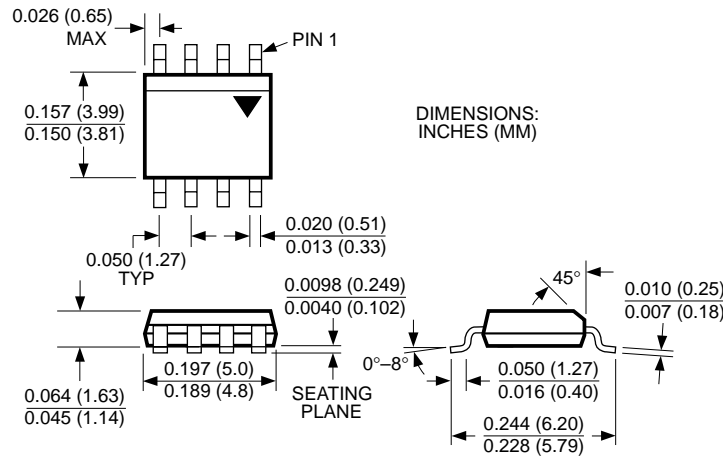 0.026 (0.65)
MAX
PIN 1
0.157 (3.99)
0.150 (3.81)
DIMENSIONS:
INCHES (MM)
0.020 (0.51)
0.013 (0.33)
0.050 (1.27)
TYP
0.0098 (0.249)
0.0040 (0.102)
45°
0.010 (0.25)
0.007 (0.18)
0°–8°
0.064 (1.63)
0.045 (1.14)
0.197 (5.0)
0.189 (4.8)
SEATING
PLANE
0.050 (1.27)
0.016 (0.40)
0.244 (6.20)
0.228 (5.79)